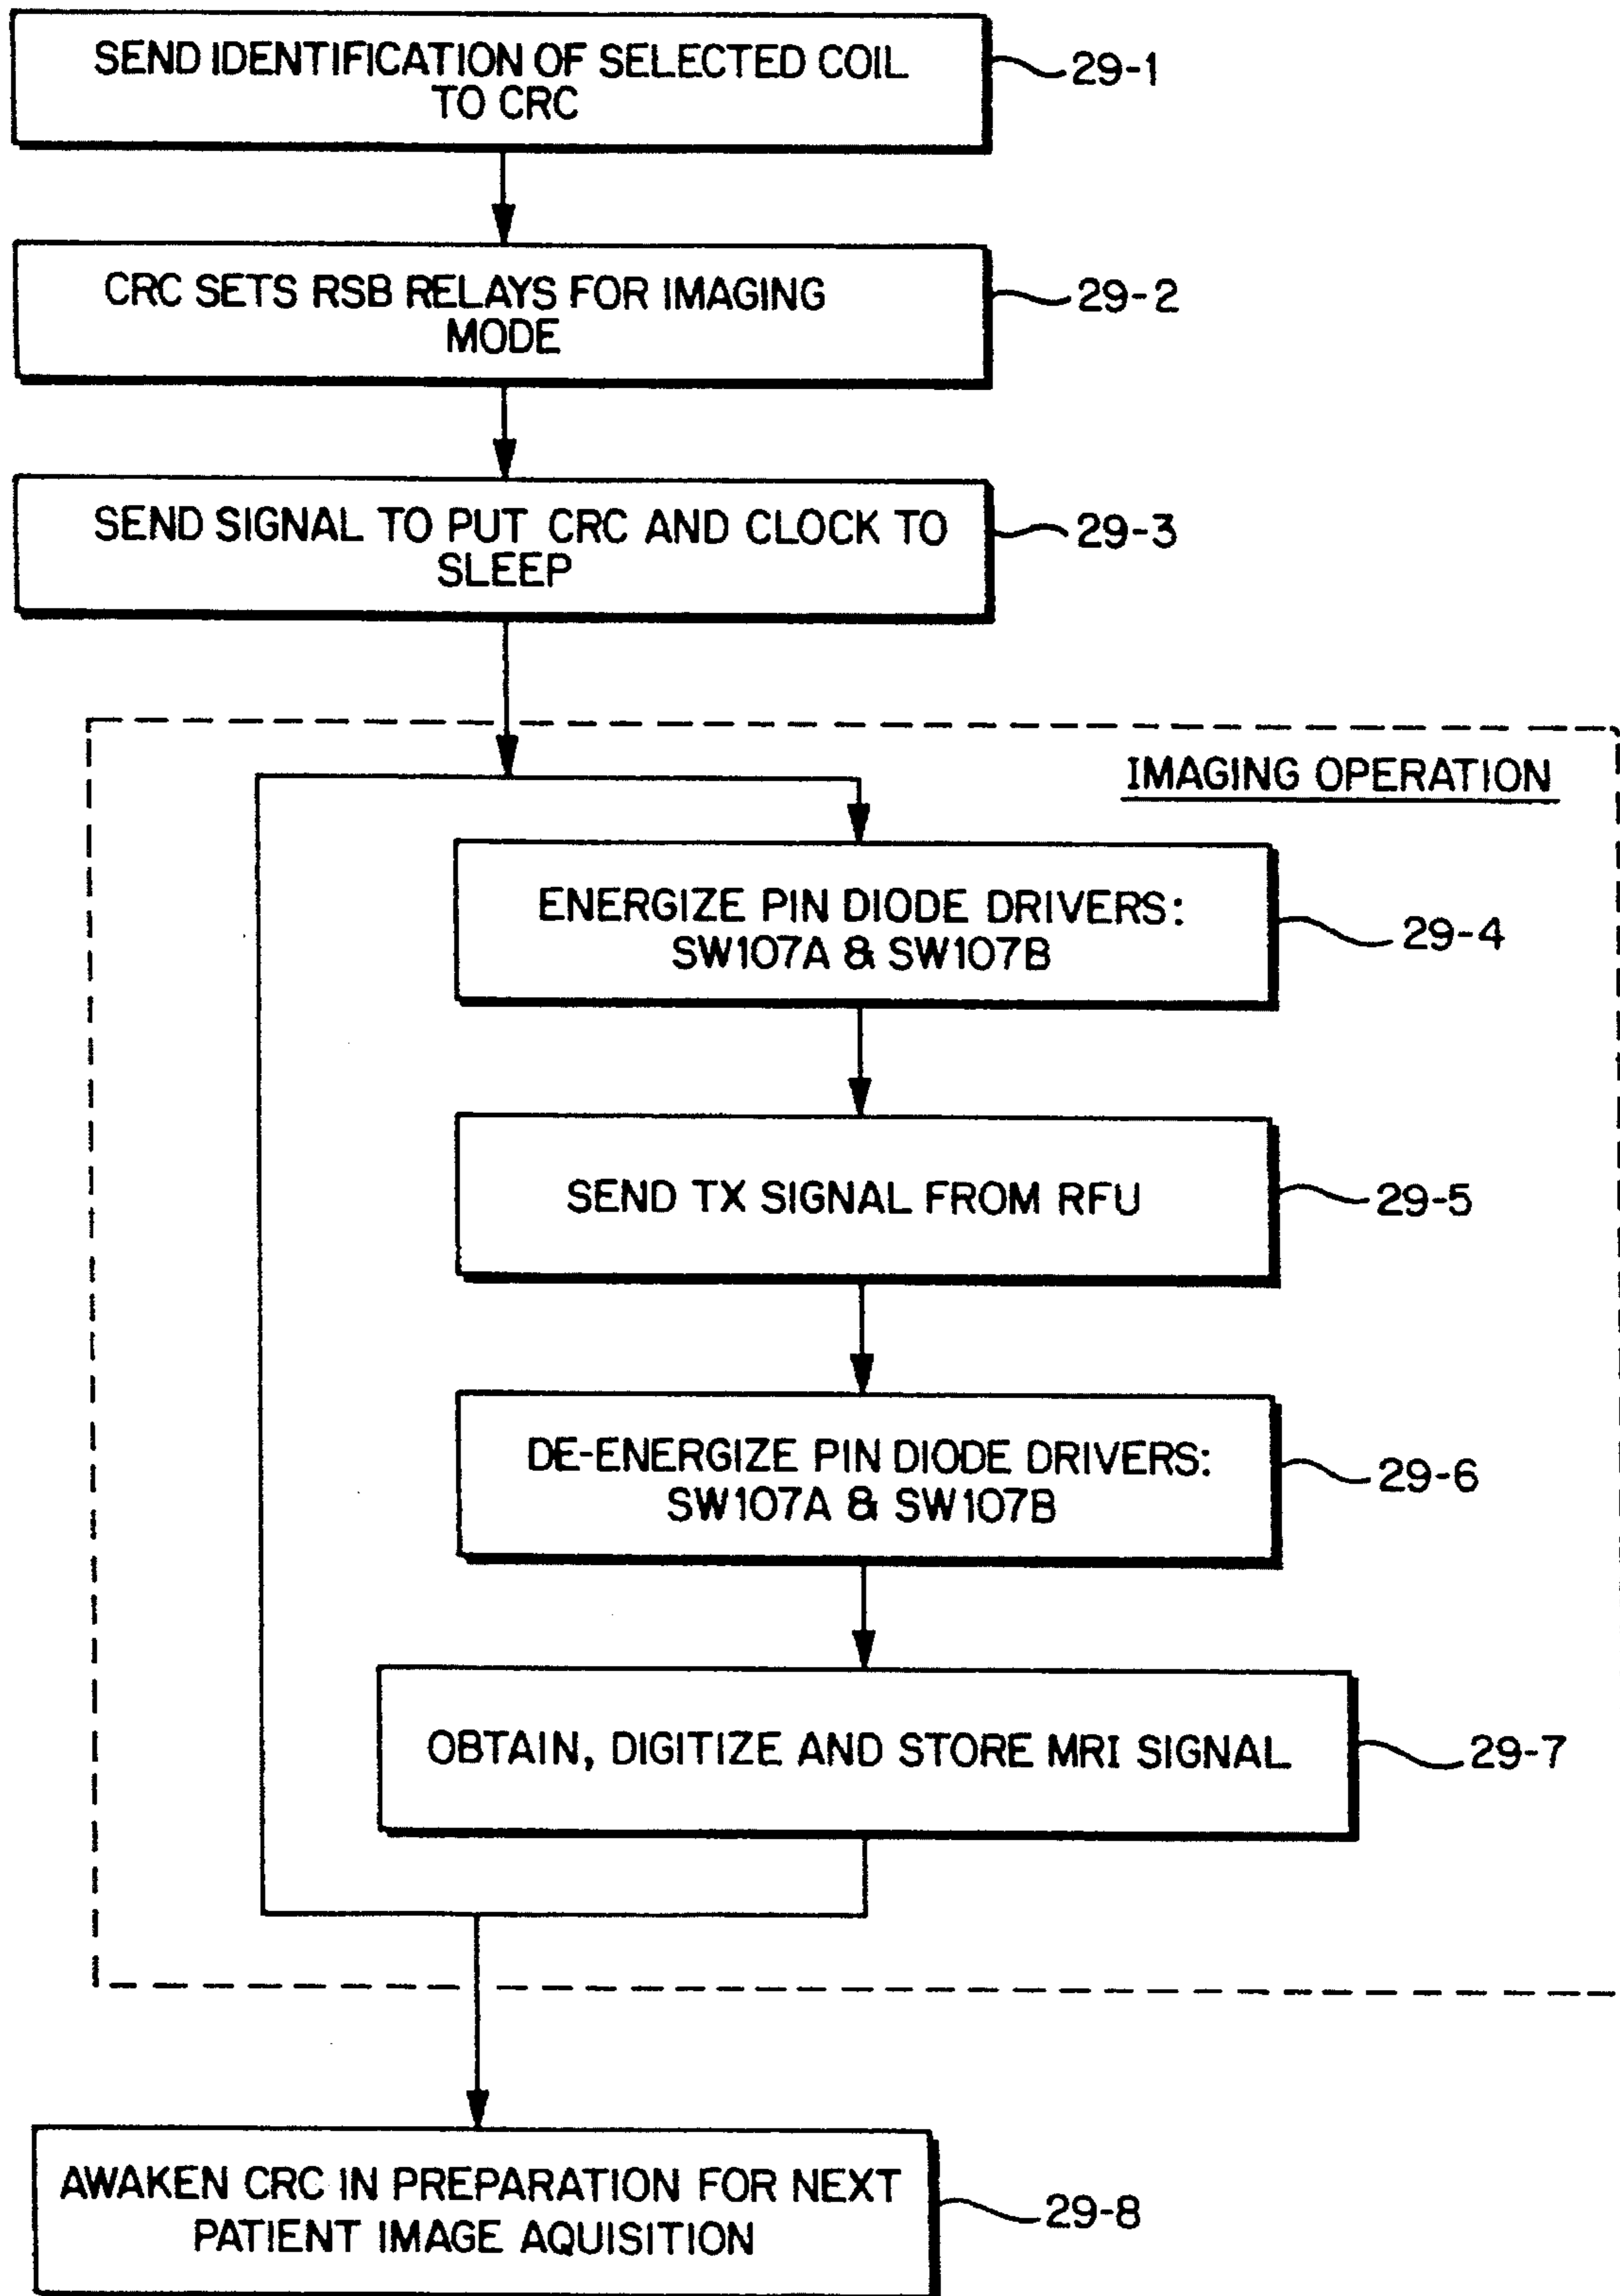 SEND IDENTIFICATION OF SELECTED COIL
TO CRC
29-1
CRC SETS RSB RELAYS FOR IMAGING
MODE
29-2
SEND SIGNAL TO PUT CRC AND CLOCK TO
SLEEP
29-3
IMAGING OPERATION
ENERGIZE PIN DIODE DRIVERS:
SW107A & SW107B
29-4
SEND TX SIGNAL FROM RFU
29-5
DE-ENERGIZE PIN DIODE DRIVERS:
SW107A & SW107B
29-6
OBTAIN, DIGITIZE AND STORE MRI SIGNAL
29-7
AWAKEN CRC IN PREPARATION FOR NEXT
PATIENT IMAGE AQUISITION
29-8